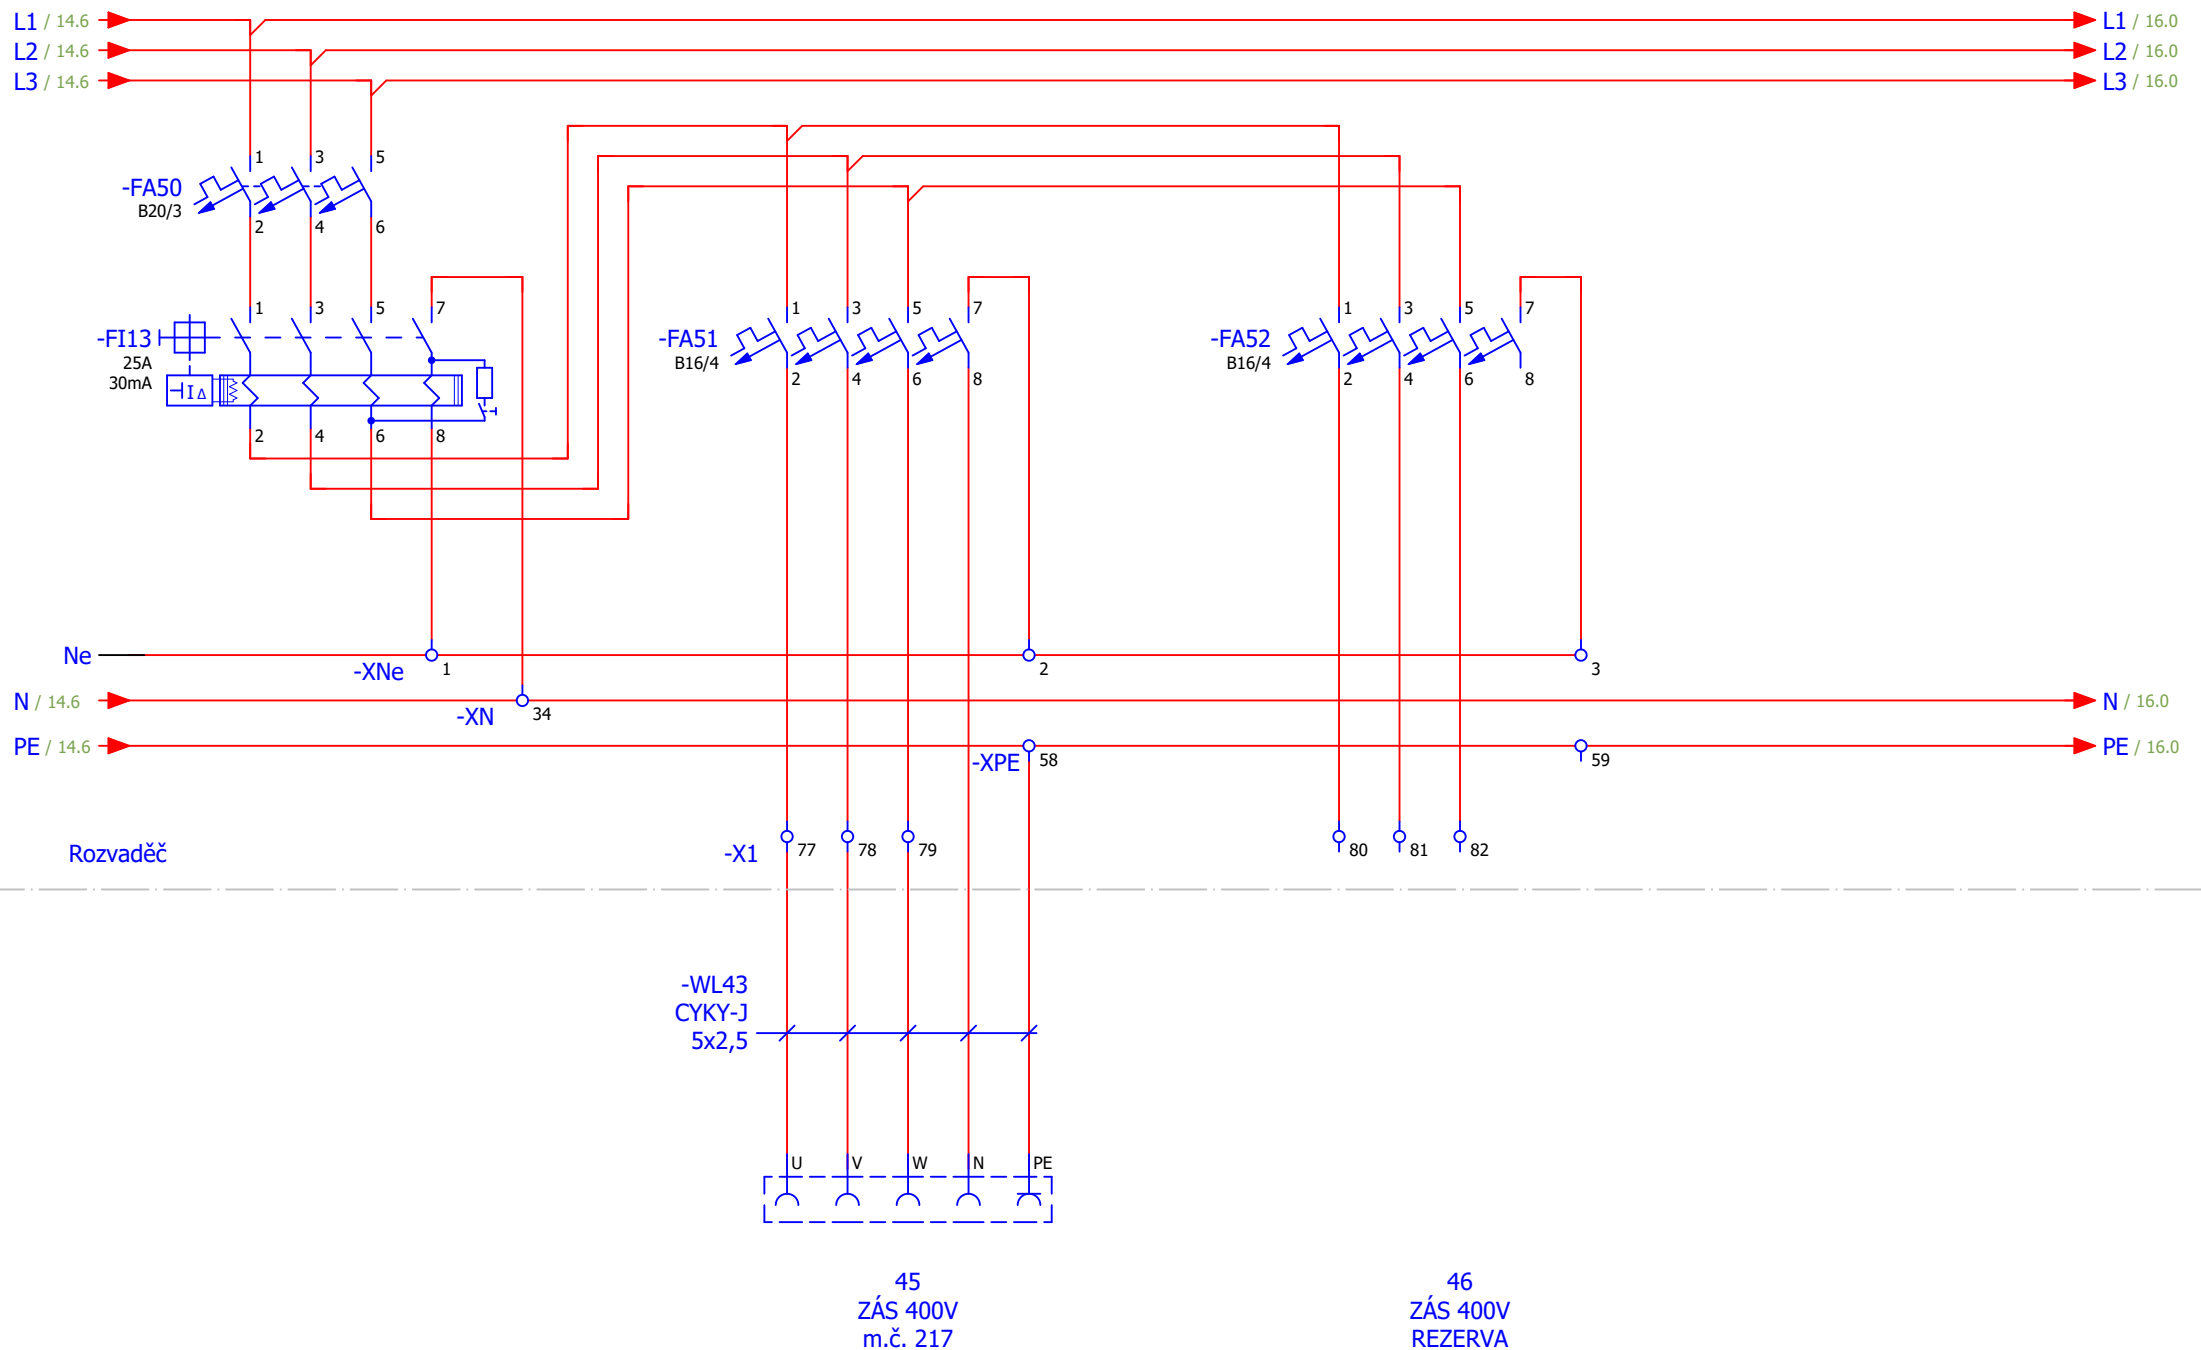 L1 / 14.6
L1 / 16.0
L2 / 14.6
L2 / 16.0
L3 / 14.6
L3 / 16.0
1 3 5
-FA50
B20/3
2 4 6
1 3 5 7
-FI13
25A
30mA
I Δ
2 4 6 8
1 3 5 7
-FA51
B16/4
2 4 6 8
1 3 5 7
-FA52
B16/4
2 4 6 8
Ne
-XNe 1
2
3
N / 14.6
N / 16.0
-XN 34
PE / 14.6
PE / 16.0
-XPE 58
59
Rozvaděč
-X1 77 78 79
80 81 82
-WL43
CYKY-J
5x2,5
U V W N PE
45
ZÁS 400V
m.č. 217
46
ZÁS 400V
REZERVA